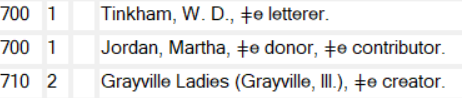 700 1 Tinkham, W. D., ‡e letterer.
700 1 Jordan, Martha, ‡e donor, ‡e contributor.
710 2 Grayville Ladies (Grayville, Ill.), ‡e creator.